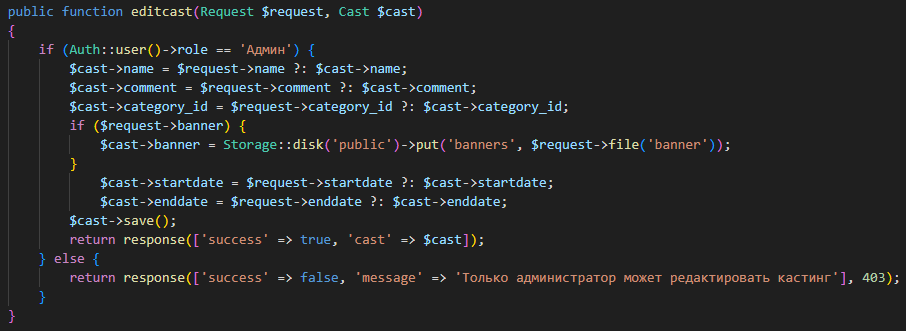 public function editcast(Request $request, Cast $cast)
{
    if (Auth::user()->role == 'Админ') {
        $cast->name = $request->name ?: $cast->name;
        $cast->comment = $request->comment ?: $cast->comment;
        $cast->category_id = $request->category_id ?: $cast->category_id;
        if ($request->banner) {
            $cast->banner = Storage::disk('public')->put('banners', $request->file('banner'));
        }
            $cast->startdate = $request->startdate ?: $cast->startdate;
            $cast->enddate = $request->enddate ?: $cast->enddate;
        $cast->save();
        return response(['success' => true, 'cast' => $cast]);
    } else {
        return response(['success' => false, 'message' => 'Только администратор может редактировать кастинг'], 403);
    }
}